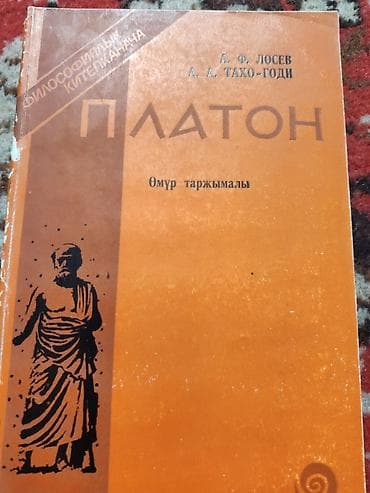 ФИЛОСОФИЯЛЫК
КИТЕПКАНАЧА
А. Ф. ЛОСЕВ
А. А. ТАХО-ГОДИ
ПЛАТОН
Өмүр таржымалы